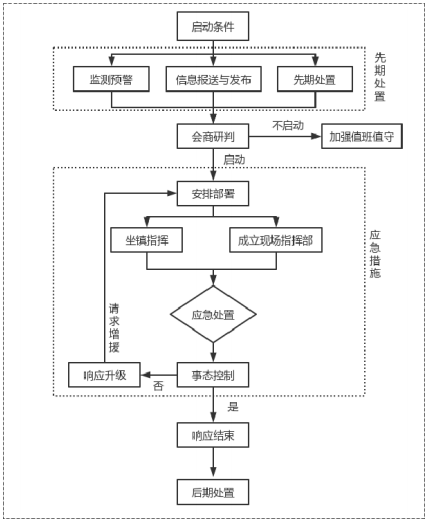 启动条件
监测预警
信息报送与发布
先期处置
先期处置
会商研判
不启动
加强值班值守
启动
安排部署
坐镇指挥
成立现场指挥部
应急措施
应急处置
请求增援
响应升级
否
事态控制
是
响应结束
后期处置